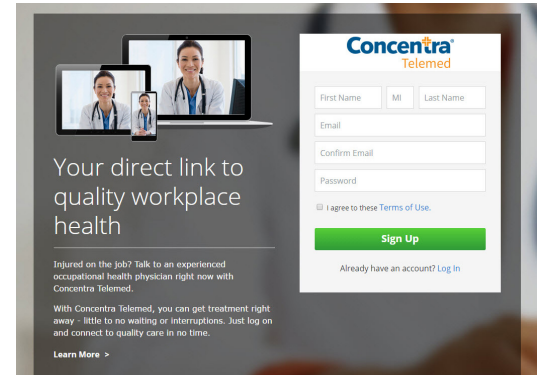 Your direct link to
quality workplace
health
Injured on the job? Talk to an experienced
occupational health physician right now with
Concentra Telemed.
With Concentra Telemed, you can get treatment right
away - little to no waiting or interruptions. Just log on
and connect to quality care in no time.
Learn More >
Concentra
Telemed
First Name MI Last Name
Email
Confirm Email
Password
I agree to these Terms of Use.
Sign Up
Already have an account? Log In